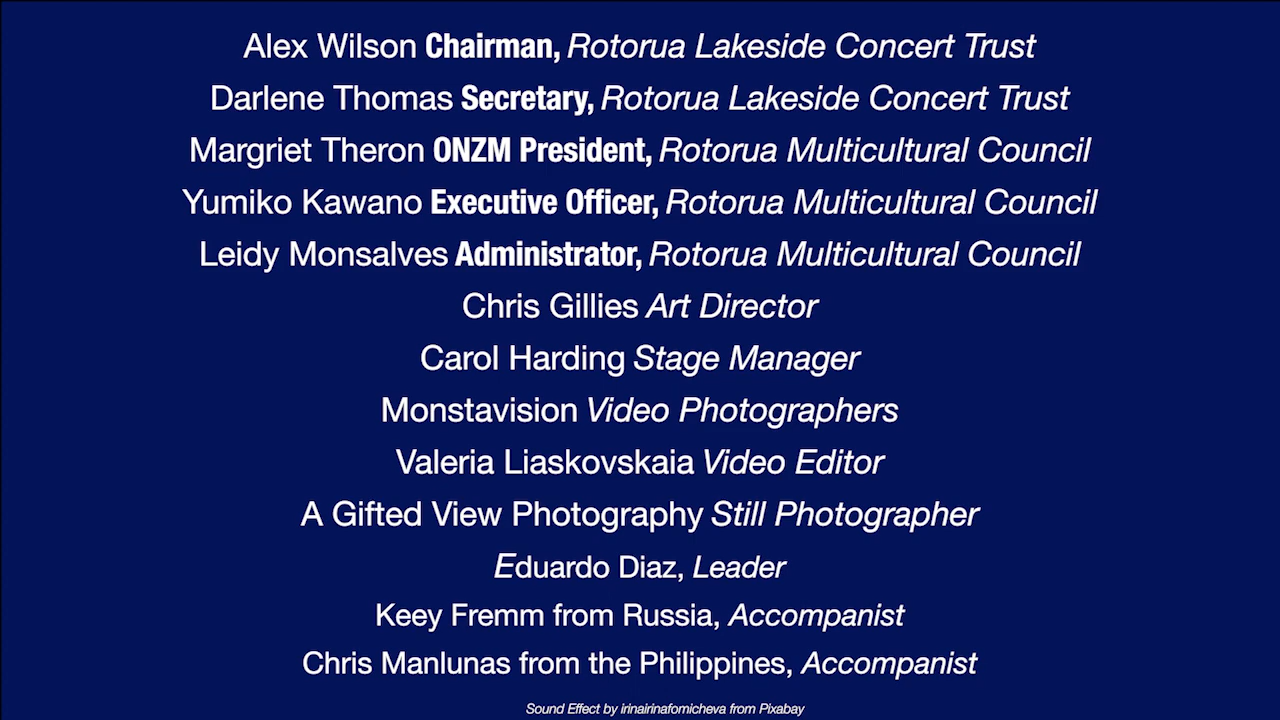 Alex Wilson Chairman, Rotorua Lakeside Concert Trust
Darlene Thomas Secretary, Rotorua Lakeside Concert Trust
Margriet Theron ONZM President, Rotorua Multicultural Council
Yumiko Kawano Executive Officer, Rotorua Multicultural Council
Leidy Monsalves Administrator, Rotorua Multicultural Council
Chris Gillies Art Director
Carol Harding Stage Manager
Monstavision Video Photographers
Valeria Liaskovskaia Video Editor
A Gifted View Photography Still Photographer
Eduardo Diaz, Leader
Keey Fremm from Russia, Accompanist
Chris Manlunas from the Philippines, Accompanist
Sound Effect by irinairinafomicheva from Pixabay